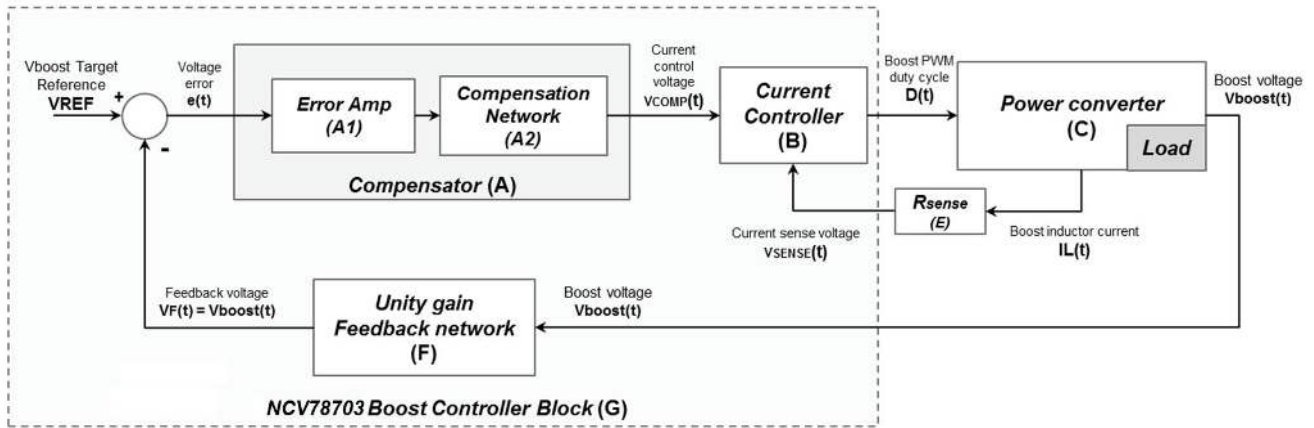 Vboost Target
Reference
VREF
+
-
Voltage
error
e(t)
Error Amp
(A1)
Compensation
Network
(A2)
Compensator (A)
Current
control
voltage
VCOMP(t)
Current
Controller
(B)
Boost PWM
duty cycle
D(t)
Power converter
(C)
Load
Boost voltage
Vboost(t)
Rsense
(E)
Current sense voltage
VSENSE(t)
Boost inductor current
IL(t)
Feedback voltage
VF(t) = Vboost(t)
Unity gain
Feedback network
(F)
Boost voltage
Vboost(t)
NCV78703 Boost Controller Block (G)